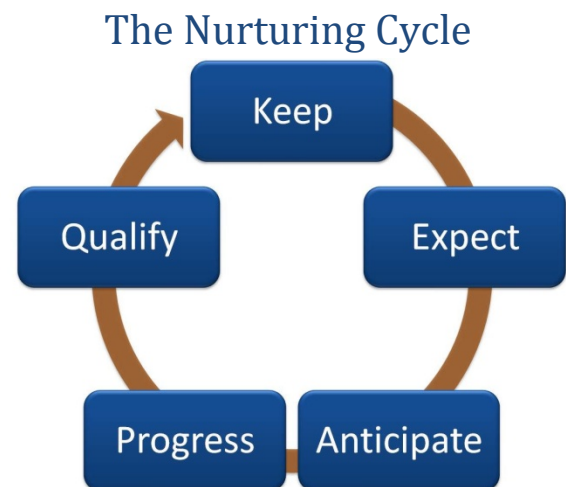 The Nurturing Cycle
Keep
Expect
Anticipate
Progress
Qualify